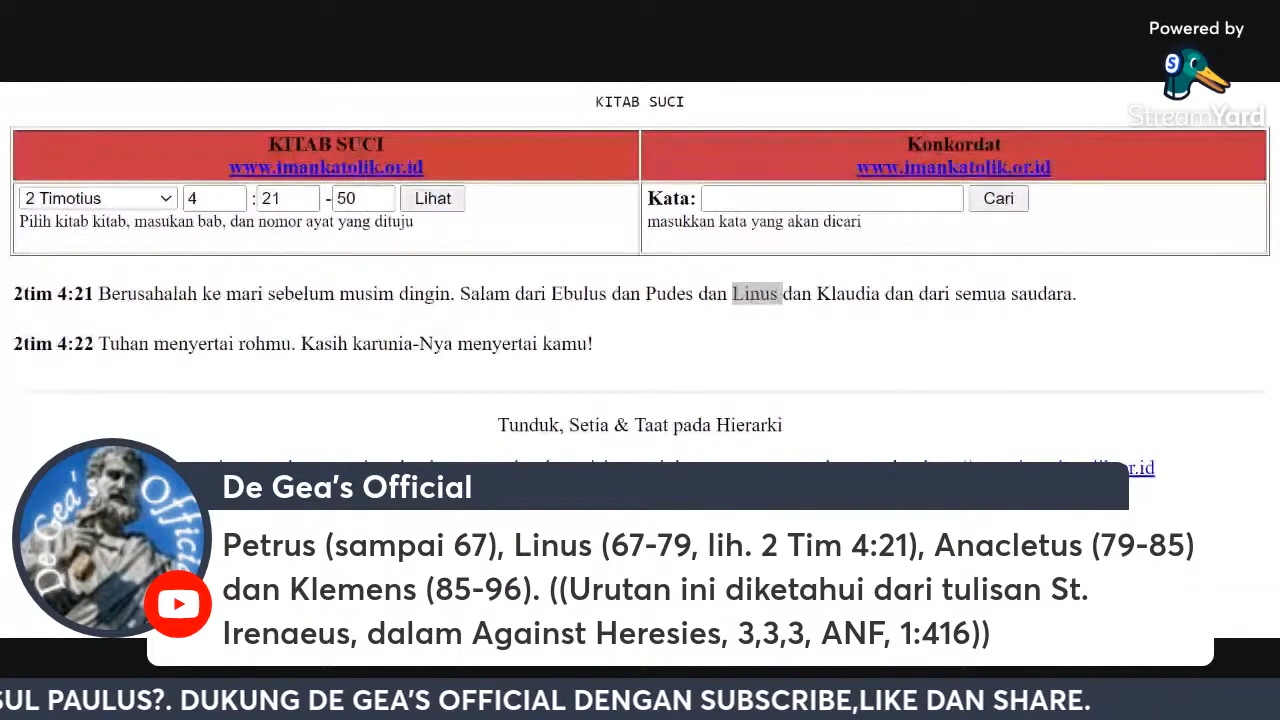 Powered by
S
StreamYard
KITAB SUCI
KITAB SUCI
www.imankatolik.or.id
Konkordat
www.imankatolik.or.id
2 Timotius 4 : 21 - 50 Lihat
Pilih kitab kitab, masukan bab, dan nomor ayat yang dituju
Kata: Cari
masukkan kata yang akan dicari
2tim 4:21 Berusahalah ke mari sebelum musim dingin. Salam dari Ebulus dan Pudes dan Linus dan Klaudia dan dari semua saudara.
2tim 4:22 Tuhan menyertai rohmu. Kasih karunia-Nya menyertai kamu!
Tunduk, Setia & Taat pada Hierarki
or.id
De Gea's Official
De Gea's Official
Petrus (sampai 67), Linus (67-79, lih. 2 Tim 4:21), Anacletus (79-85)
dan Klemens (85-96). ((Urutan ini diketahui dari tulisan St.
Irenaeus, dalam Against Heresies, 3,3,3, ANF, 1:416))
SUL PAULUS?. DUKUNG DE GEA'S OFFICIAL DENGAN SUBSCRIBE,LIKE DAN SHARE.